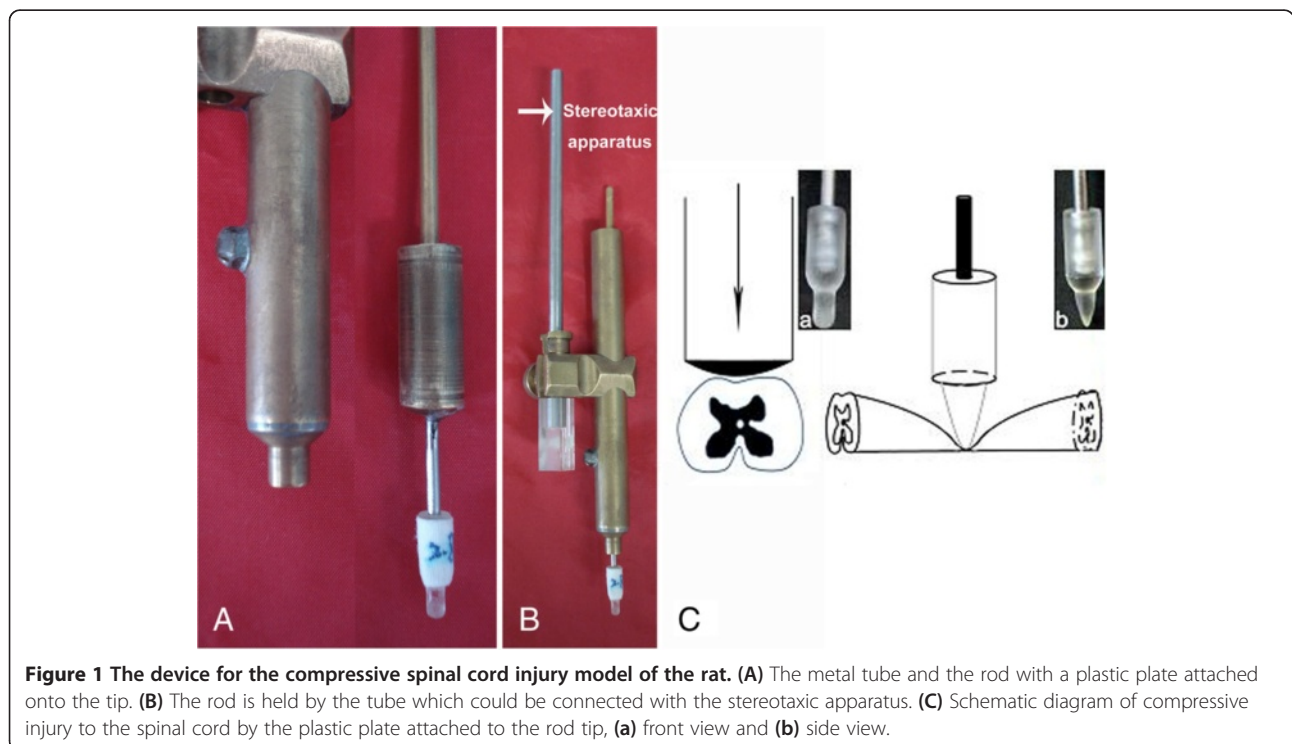 Stereotaxic
apparatus
a
b
A
B
C
Figure 1 The device for the compressive spinal cord injury model of the rat. (A) The metal tube and the rod with a plastic plate attached
onto the tip. (B) The rod is held by the tube which could be connected with the stereotaxic apparatus. (C) Schematic diagram of compressive
injury to the spinal cord by the plastic plate attached to the rod tip, (a) front view and (b) side view.